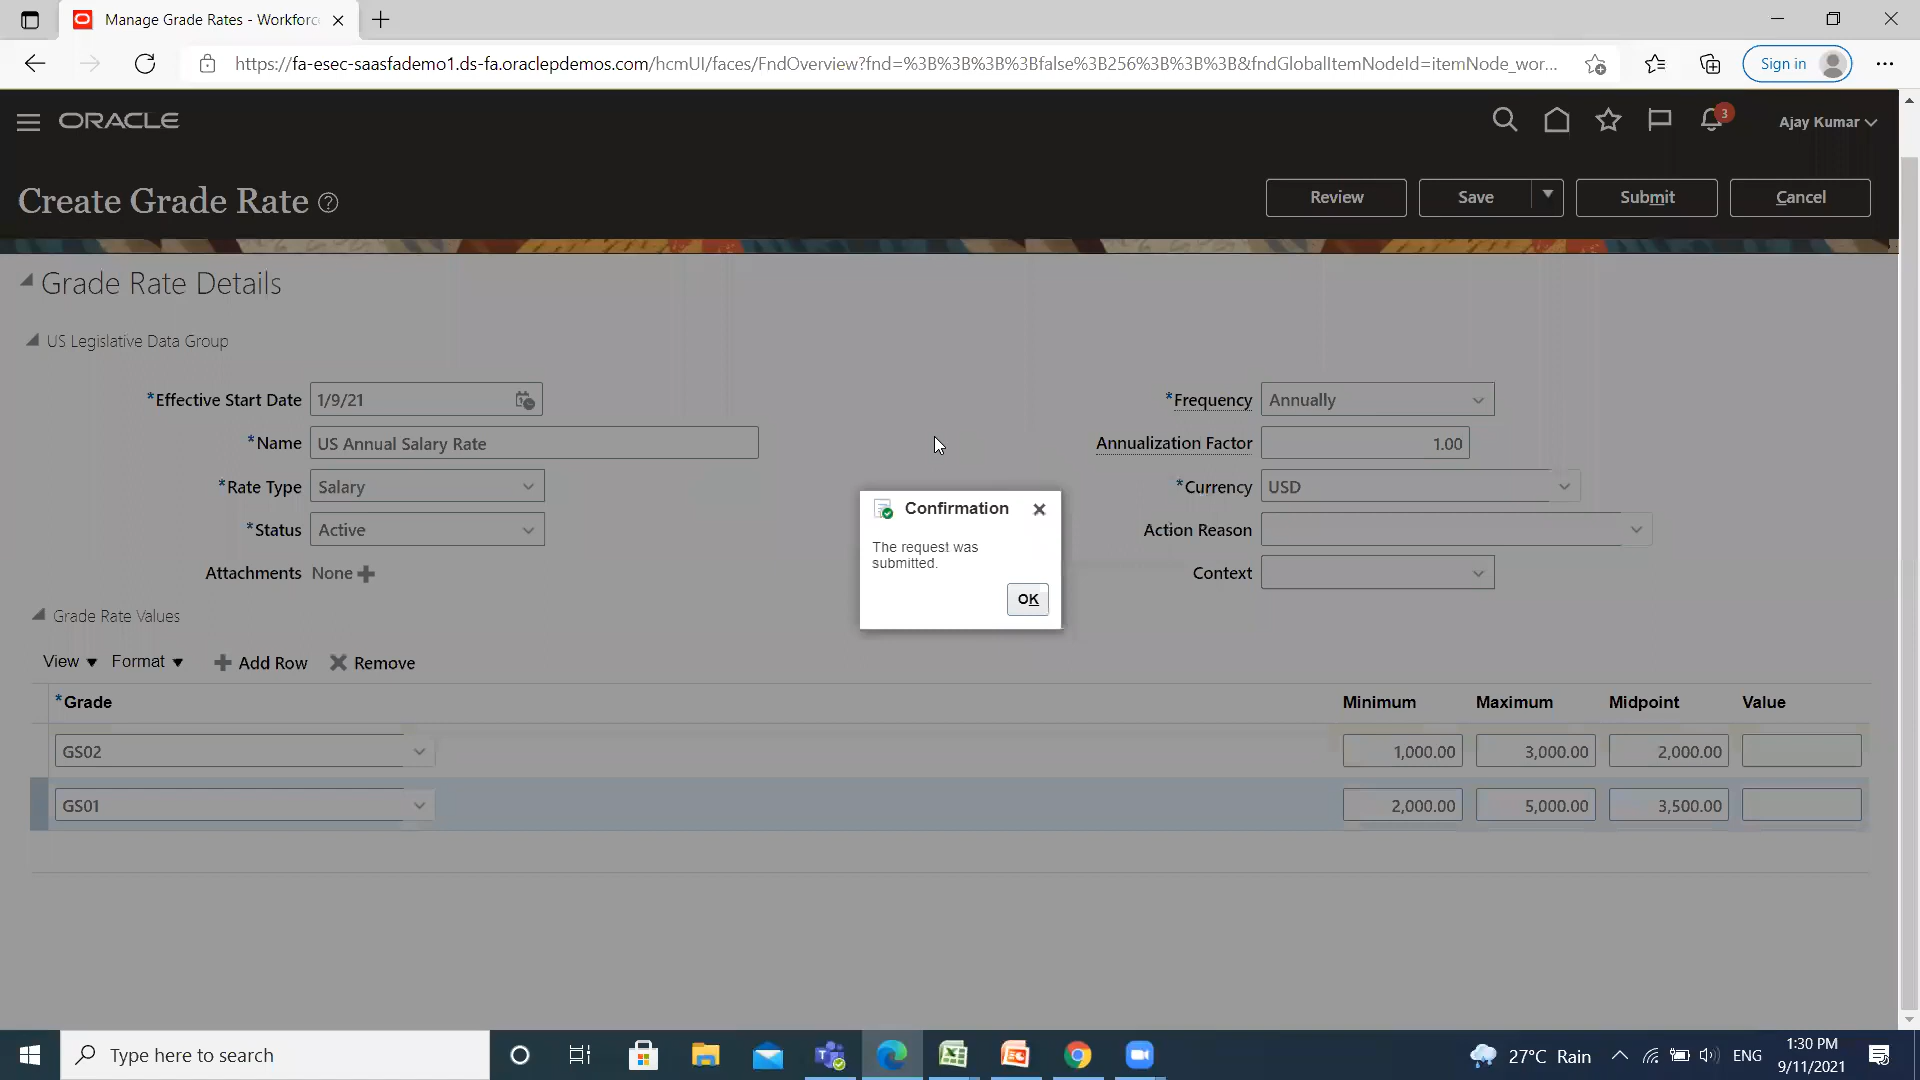 Manage Grade Rates - Workforc
https://fa-esec-saasfademo1.ds-fa.oraclepdemos.com/hcmUI/faces/FndOverview?fnd=%3B%3B%3B%3Bfalse%3B256%3B%3B%3B&fndGlobalItemNodeId=itemNode_wor...
Sign in
ORACLE
3
Ajay Kumar
Create Grade Rate
Review
Save
Submit
Cancel
Grade Rate Details
US Legislative Data Group
*Effective Start Date 1/9/21
*Frequency Annually
*Name US Annual Salary Rate
Annualization Factor 1.00
*Rate Type Salary
*Currency USD
*Status Active
Action Reason
Attachments None
Context
Confirmation
The request was
submitted.
OK
Grade Rate Values
View Format Add Row Remove
*Grade Minimum Maximum Midpoint Value
GS02 1,000.00 3,000.00 2,000.00
GS01 2,000.00 5,000.00 3,500.00
Type here to search
27°C Rain
ENG
1:30 PM
9/11/2021